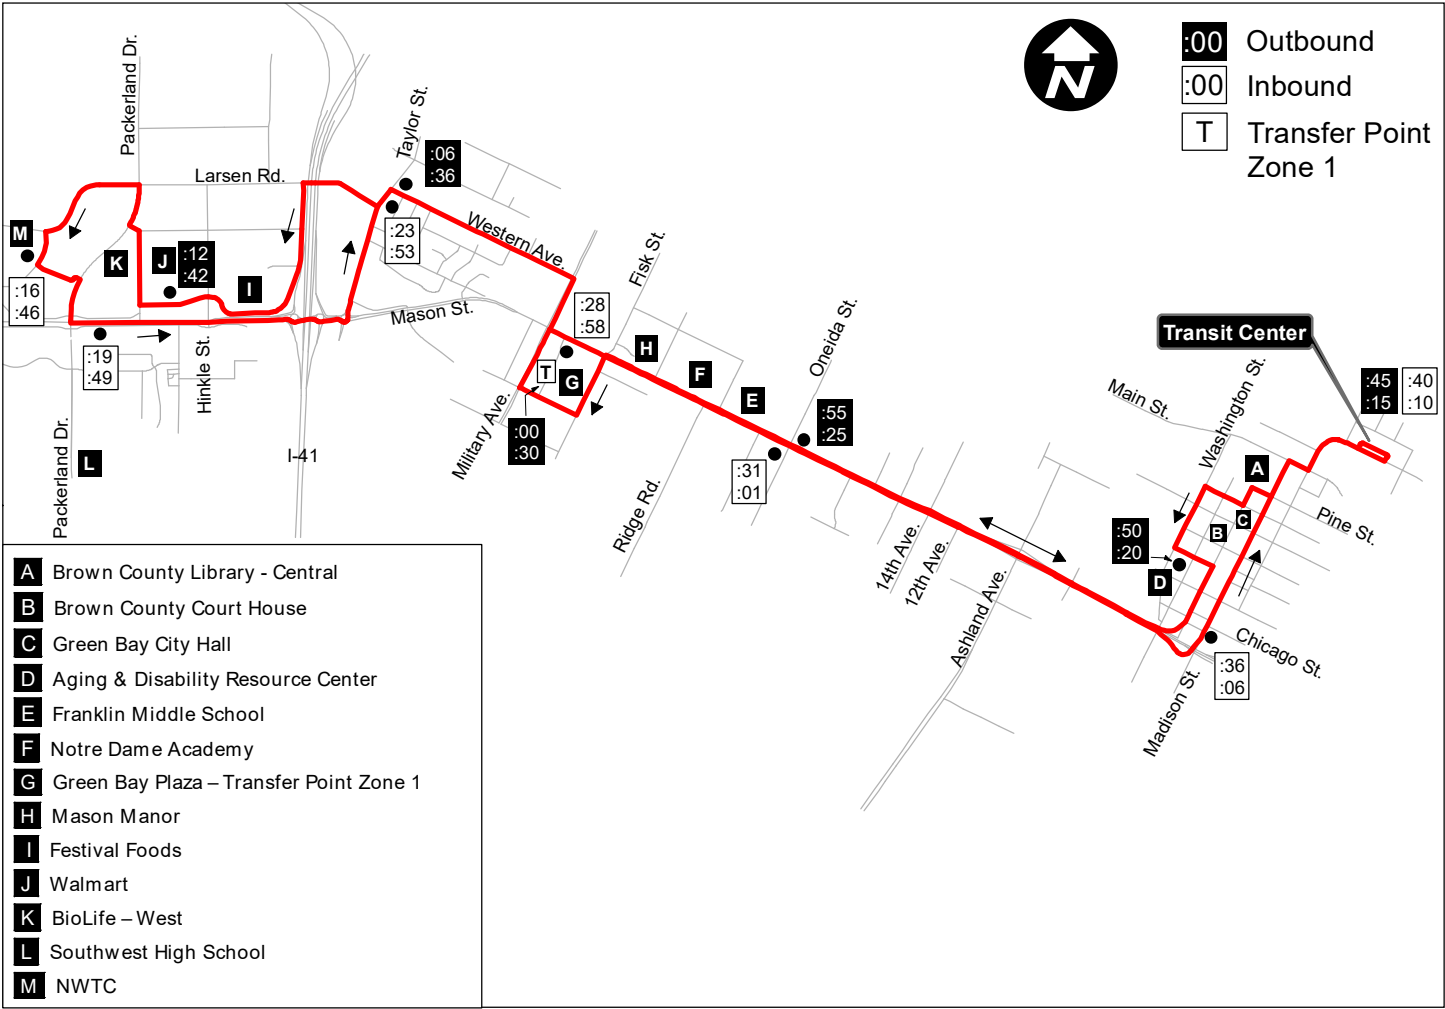 :00 Outbound
:00 Inbound
T Transfer Point
Zone 1
N
Packerland Dr.
Taylor St.
:06
:36
Larsen Rd.
M
K
J
:12
:42
I
:23
:53
Western Ave.
Fisk St.
:16
:46
Mason St.
:28
:58
:19
:49
Hinkle St.
T
G
H
F
E
Oneida St.
:55
:25
Transit Center
:45
:15
:40
:10
Main St.
Washington St.
Military Ave.
:00
:30
Packerland Dr.
L
I-41
:31
:01
Ridge Rd.
A
C
B
Pine St.
:50
:20
D
14th Ave.
12th Ave.
Ashland Ave.
Chicago St.
:36
:06
Madison St.
A Brown County Library - Central
B Brown County Court House
C Green Bay City Hall
D Aging & Disability Resource Center
E Franklin Middle School
F Notre Dame Academy
G Green Bay Plaza – Transfer Point Zone 1
H Mason Manor
I Festival Foods
J Walmart
K BioLife – West
L Southwest High School
M NWTC